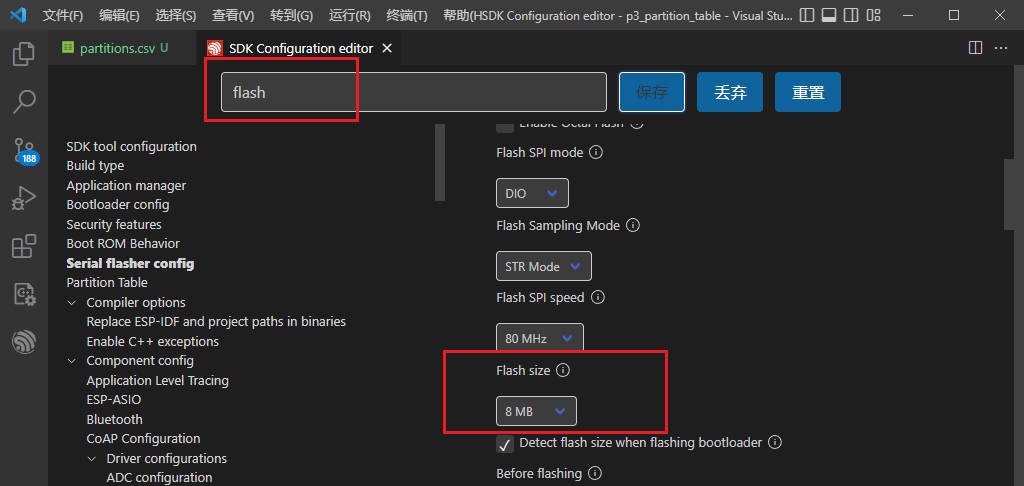 文件(F) 编辑(E) 选择(S) 查看(V) 转到(G) 运行(R) 终端(T) 帮助(HSDK Configuration editor - p3_partition_table - Visual Stu...
partitions.csv U SDK Configuration editor
flash 保存 丢弃 重置
188
SDK tool configuration
Build type
Application manager
Bootloader config
Security features
Boot ROM Behavior
Serial flasher config
Partition Table
Compiler options
Replace ESP-IDF and project paths in binaries
Enable C++ exceptions
Component config
Application Level Tracing
ESP-ASIO
Bluetooth
CoAP Configuration
Driver configurations
ADC configuration
Enable Octal Flash
Flash SPI mode
DIO
Flash Sampling Mode
STR Mode
Flash SPI speed
80 MHz
Flash size
8 MB
Detect flash size when flashing bootloader
Before flashing